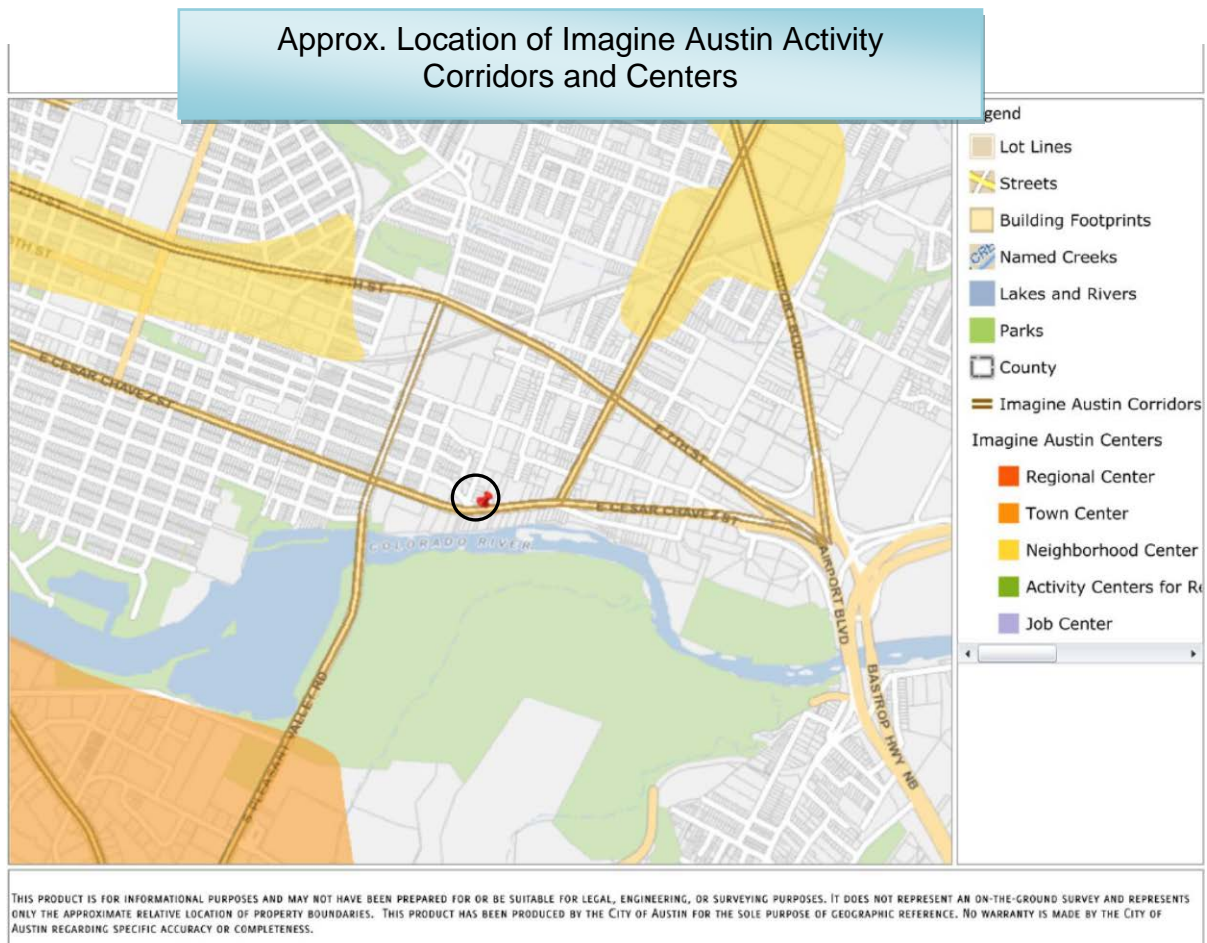 Approx. Location of Imagine Austin Activity
Corridors and Centers
gend
Lot Lines
Streets
Building Footprints
CRE
Named Creeks
Lakes and Rivers
Parks
County
Imagine Austin Corridors
Imagine Austin Centers
Regional Center
Town Center
Neighborhood Center
Activity Centers for Re
Job Center
E 7TH ST
E CESAR CHAVEZ ST
AIRPORT BLVD
E 7TH ST
E CESAR CHAVEZ ST
COLORADO RIVER
AIRPORT BLVD
S PLEASANT VALLEY RD
BASTROP HWY NB
THIS PRODUCT IS FOR INFORMATIONAL PURPOSES AND MAY NOT HAVE BEEN PREPARED FOR OR BE SUITABLE FOR LEGAL, ENGINEERING, OR SURVEYING PURPOSES. IT DOES NOT REPRESENT AN ON-THE-GROUND SURVEY AND REPRESENTS
ONLY THE APPROXIMATE RELATIVE LOCATION OF PROPERTY BOUNDARIES. THIS PRODUCT HAS BEEN PRODUCED BY THE CITY OF AUSTIN FOR THE SOLE PURPOSE OF GEOGRAPHIC REFERENCE. NO WARRANTY IS MADE BY THE CITY OF
AUSTIN REGARDING SPECIFIC ACCURACY OR COMPLETENESS.